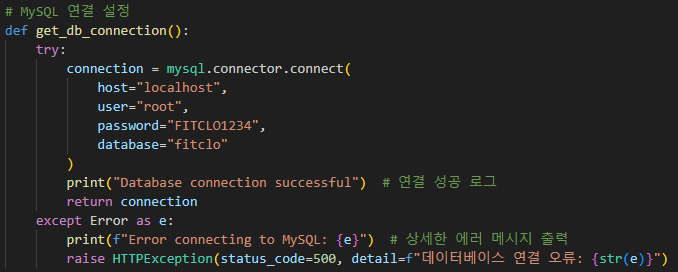 # MySQL 연결 설정
def get_db_connection():
    try:
        connection = mysql.connector.connect(
            host="localhost",
            user="root",
            password="FITCLO1234",
            database="fitclo"
        )
        print("Database connection successful")  # 연결 성공 로그
        return connection
    except Error as e:
        print(f"Error connecting to MySQL: {e}")  # 상세한 에러 메시지 출력
        raise HTTPException(status_code=500, detail=f"데이터베이스 연결 오류: {str(e)}")